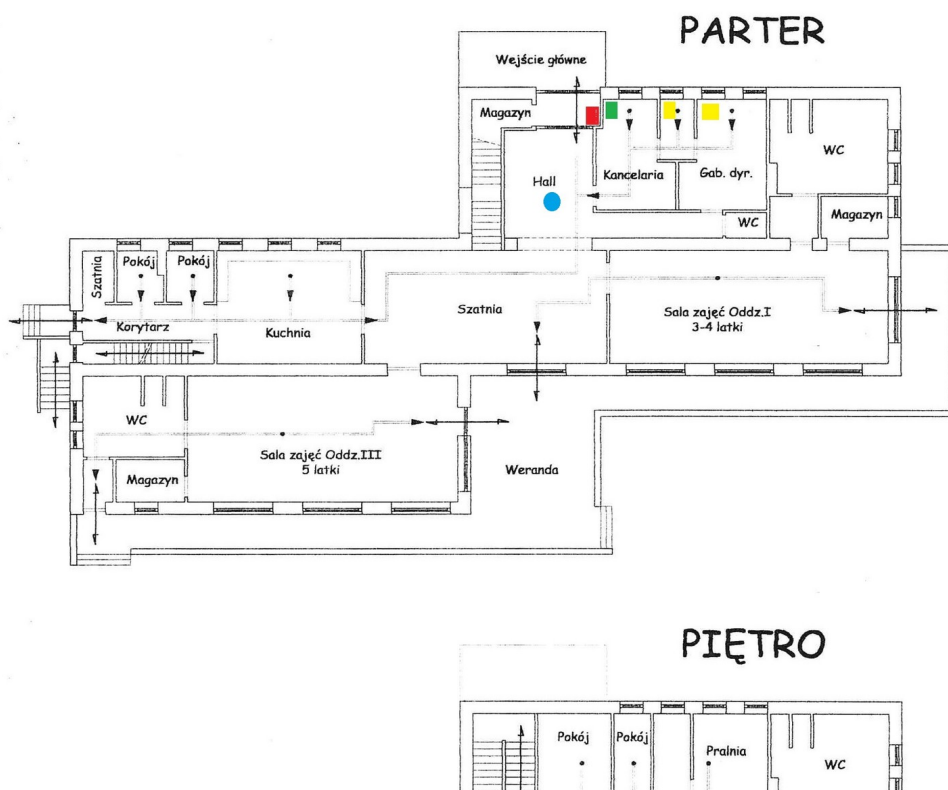 PARTER
Wejście główne
Magazyn
WC
Hall
Kancelaria
Gab. dyr.
WC
Magazyn
Szatnia
Pokój
Pokój
Korytarz
Kuchnia
Szatnia
Sala zajęć Oddz.I
3-4 latki
WC
Sala zajęć Oddz.III
5 latki
Magazyn
Weranda
PIĘTRO
Pokój
Pokój
Pralnia
WC